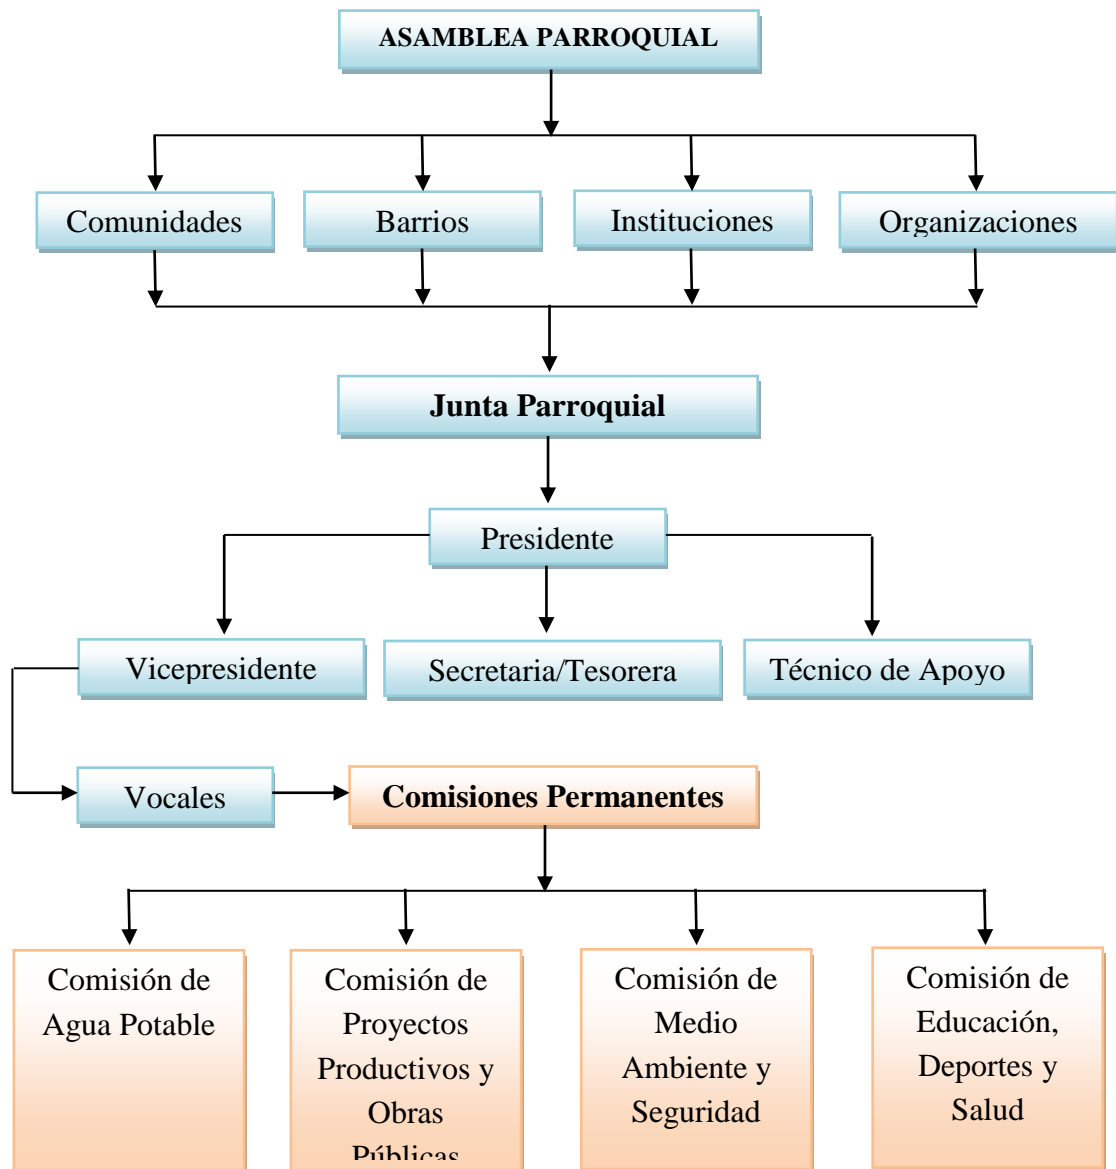 ASAMBLEA PARROQUIAL
Comunidades
Barrios
Instituciones
Organizaciones
Junta Parroquial
Presidente
Vicepresidente
Secretaria/Tesorera
Técnico de Apoyo
Vocales
Comisiones Permanentes
Comisión de
Agua Potable
Comisión de
Proyectos
Productivos y
Obras
Públicas
Comisión de
Medio
Ambiente y
Seguridad
Comisión de
Educación,
Deportes y
Salud